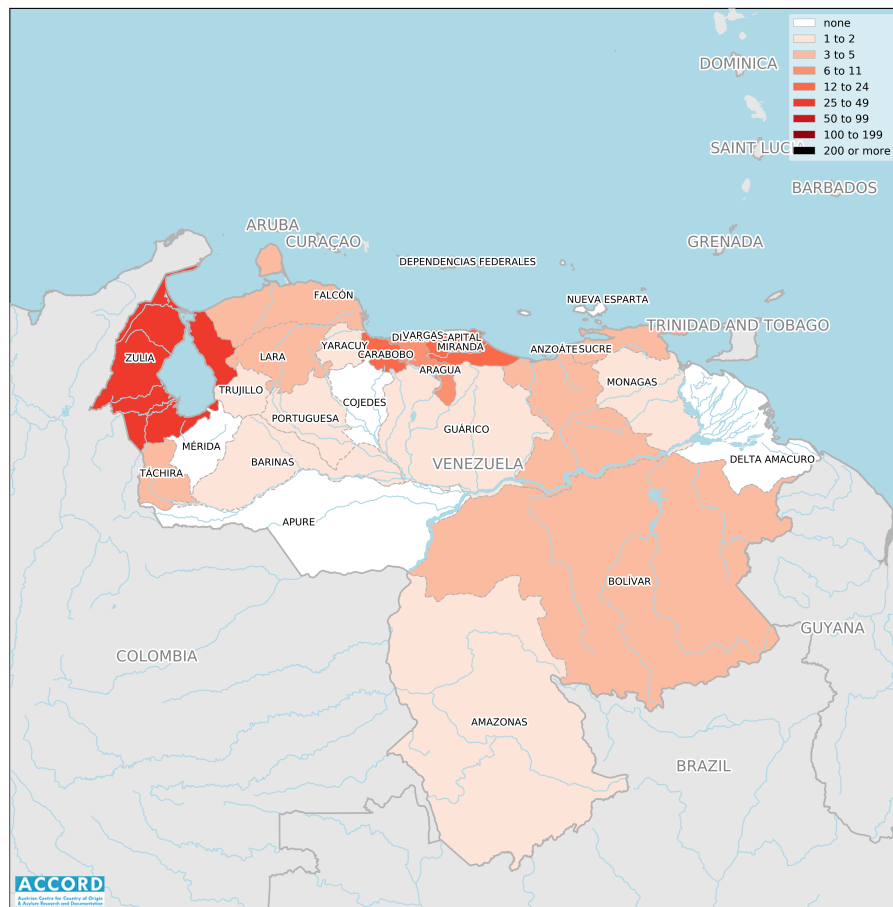 none
1 to 2
3 to 5
6 to 11
12 to 24
25 to 49
50 to 99
100 to 199
200 or more
DOMINICA
SAINT LUCIA
BARBADOS
ARUBA
CURAÇAO
GRENADA
DEPENDENCIAS FEDERALES
FALCÓN
NUEVA ESPARTA
TRINIDAD AND TOBAGO
VARGAS
CAPITAL
YARACUY
MIRANDA
ZULIA
LARA
CARABOBO
ANZOÁTE
SUCRE
ARAGUA
MONAGAS
TRUJILLO
COJEDES
PORTUGUESA
GUÁRICO
MÉRIDA
BARINAS
VENEZUELA
DELTA AMACURO
TÁCHIRA
APURE
BOLÍVAR
GUYANA
COLOMBIA
AMAZONAS
BRAZIL
ACCORD
Austrian Centre for Country of Origin
& Asylum Research and Documentation